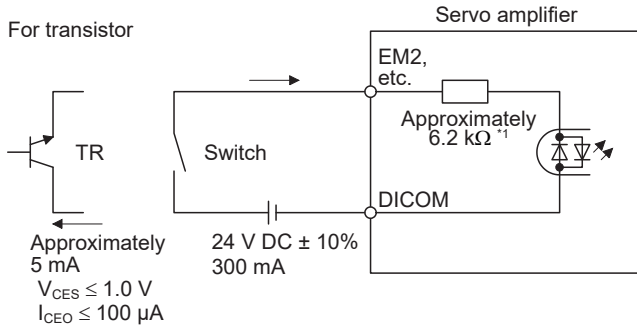 Servo amplifier
For transistor
EM2,
etc.
Approximately
6.2 kΩ *1
TR
Switch
DICOM
Approximately
5 mA
24 V DC ± 10%
300 mA
VCES ≤ 1.0 V
ICEO ≤ 100 µA